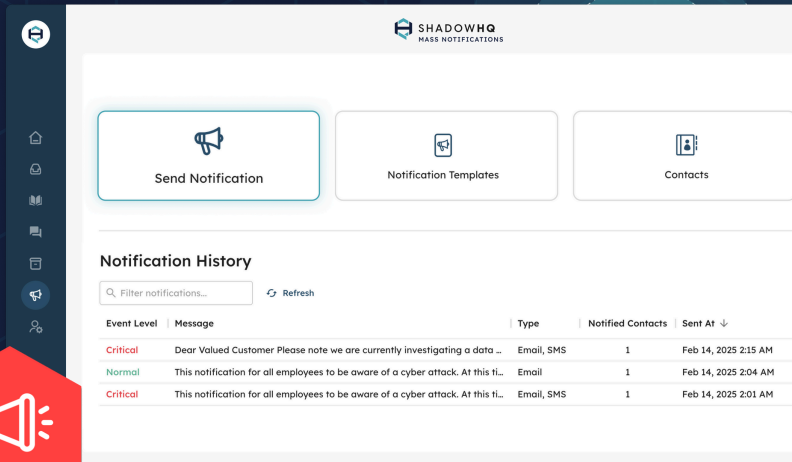 SHADOWHQ
MASS NOTIFICATIONS
Send Notification
Notification Templates
Contacts
Notification History
Filter notifications...
Refresh
Event Level Message Type Notified Contacts Sent At ↓
Critical Dear Valued Customer Please note we are currently investigating a data ... Email, SMS 1 Feb 14, 2025 2:15 AM
Normal This notification for all employees to be aware of a cyber attack. At this ti... Email 1 Feb 14, 2025 2:04 AM
Critical This notification for all employees to be aware of a cyber attack. At this ti... Email, SMS 1 Feb 14, 2025 2:01 AM